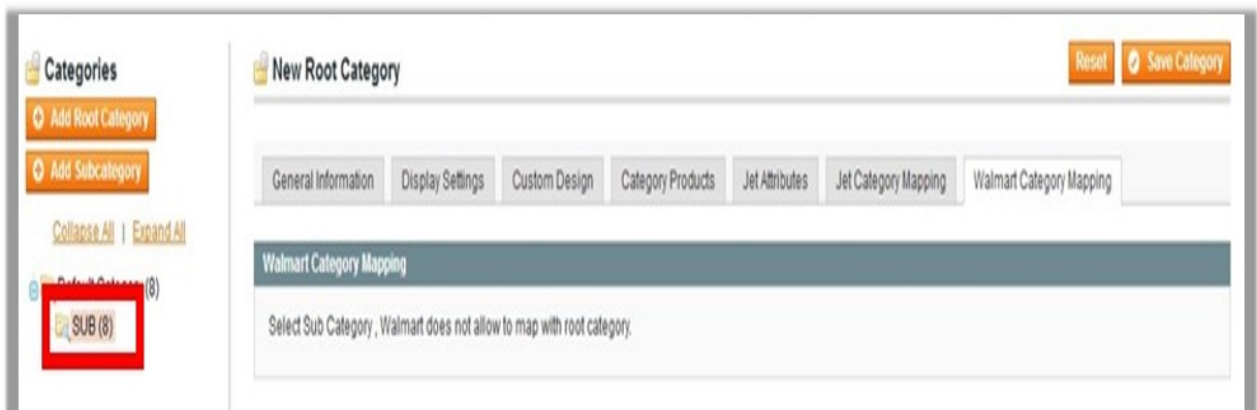 Categories
Add Root Category
Add Subcategory
Collapse All | Expand All
Default Category (8)
SUB (8)
New Root Category
Reset
Save Category
General Information
Display Settings
Custom Design
Category Products
Jet Attributes
Jet Category Mapping
Walmart Category Mapping
Walmart Category Mapping
Select Sub Category , Walmart does not allow to map with root category.